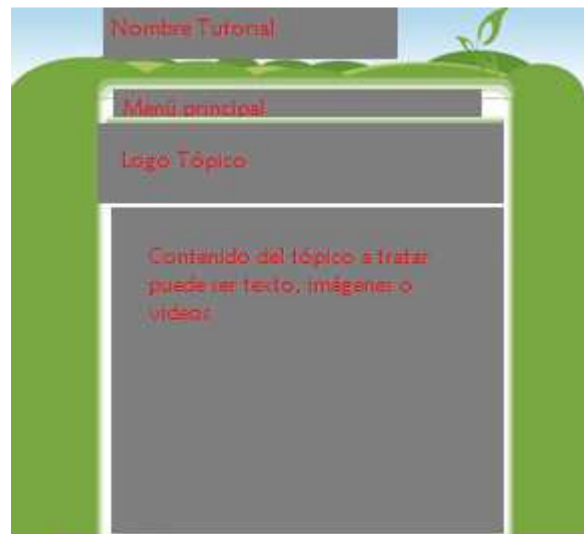 Nombre Tutorial
Menú principal
Logo Tópico
Contenido del tópico a tratar
puede ser texto, imágenes o
videos